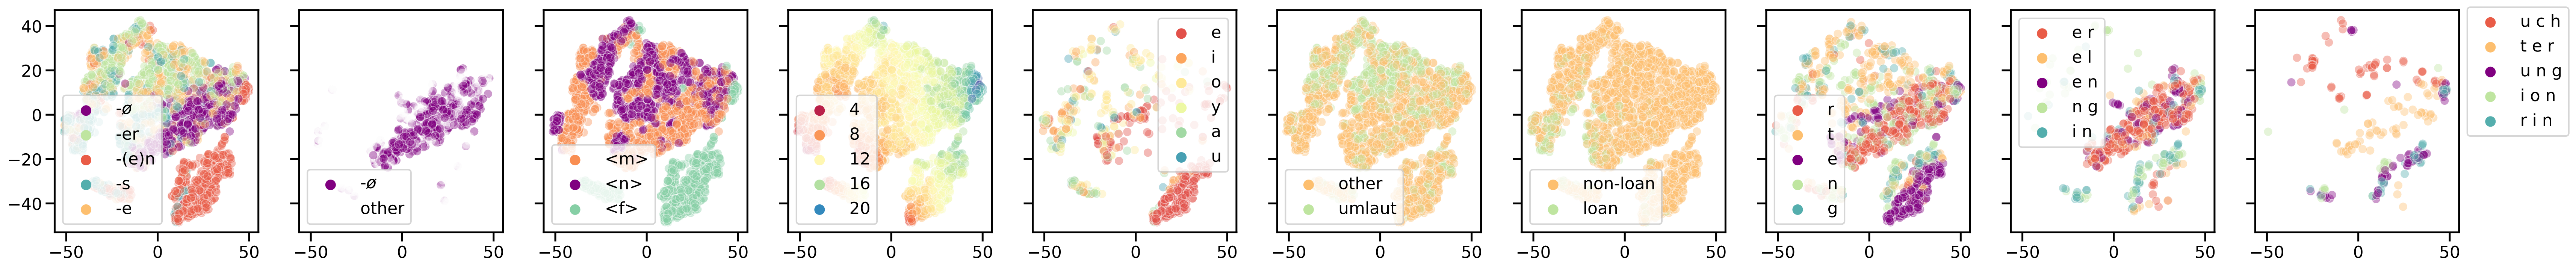 40
20
0
−20
−40
−50 0 50
-ø
-er
-(e)n
-s
-e
−50 0 50
-ø
other
−50 0 50
<m>
<n>
<f>
−50 0 50
4
8
12
16
20
−50 0 50
e
i
o
y
a
u
−50 0 50
other
umlaut
−50 0 50
non-loan
loan
−50 0 50
r
t
e
n
g
−50 0 50
e r
e l
e n
n g
i n
−50 0 50
u c h
t e r
u n g
i o n
r i n